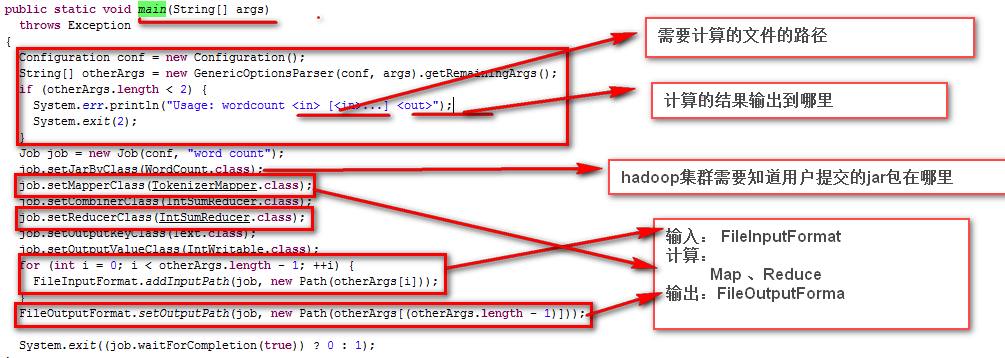 public static void main(String[] args)
throws Exception
{
Configuration conf = new Configuration();
String[] otherArgs = new GenericOptionsParser(conf, args).getRemainingArgs();
if (otherArgs.length < 2) {
System.err.println("Usage: wordcount <in> [<in>...] <out>");
System.exit(2);
}
Job job = new Job(conf, "word count");
job.setJarByClass(WordCount.class);
job.setMapperClass(TokenizerMapper.class);
job.setCombinerClass(IntSumReducer.class);
job.setReducerClass(IntSumReducer.class);
job.setOutputKeyClass(Text.class);
job.setOutputValueClass(IntWritable.class);
for (int i = 0; i < otherArgs.length - 1; ++i) {
FileInputFormat.addInputPath(job, new Path(otherArgs[i]));
}
FileOutputFormat.setOutputPath(job, new Path(otherArgs[(otherArgs.length - 1)]));
System.exit((job.waitForCompletion(true)) ? 0 : 1);
需要计算的文件的路径
计算的结果输出到哪里
hadoop集群需要知道用户提交的jar包在哪里
输入： FileInputFormat
计算：
Map 、Reduce
输出：FileOutputForma